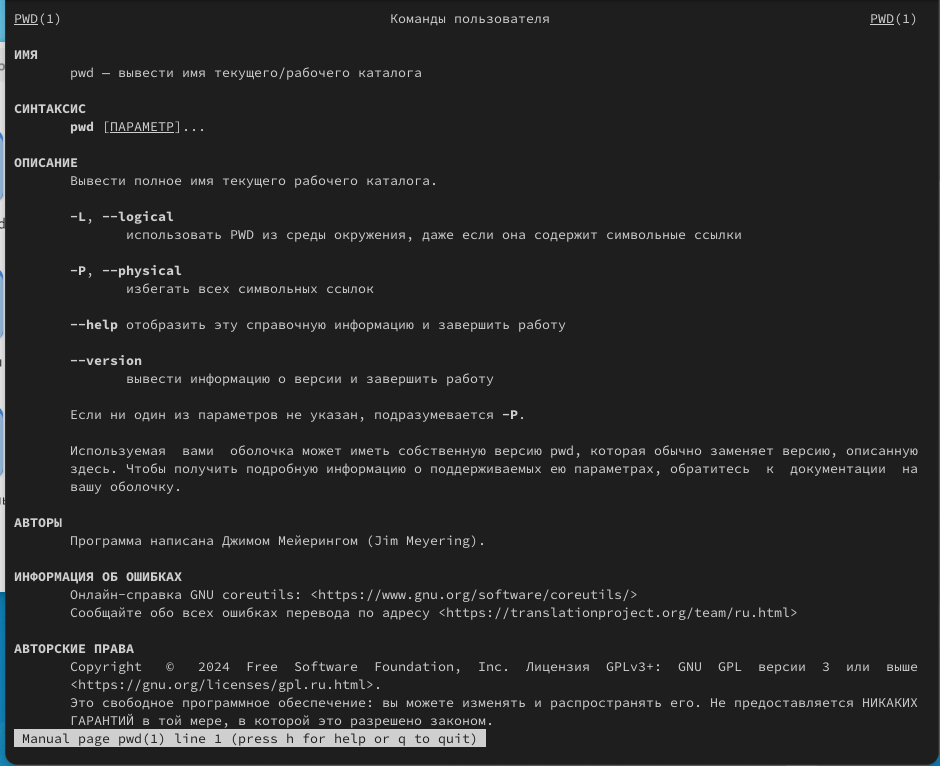 PWD(1) Команды пользователя PWD(1)
ИМЯ
pwd — вывести имя текущего/рабочего каталога
СИНТАКСИС
pwd [ПАРАМЕТР]...
ОПИСАНИЕ
Вывести полное имя текущего рабочего каталога.
-L, --logical
использовать PWD из среды окружения, даже если она содержит символьные ссылки
-P, --physical
избегать всех символьных ссылок
--help отобразить эту справочную информацию и завершить работу
--version
вывести информацию о версии и завершить работу
Если ни один из параметров не указан, подразумевается -P.
Используемая вами оболочка может иметь собственную версию pwd, которая обычно заменяет версию, описанную
здесь. Чтобы получить подробную информацию о поддерживаемых ею параметрах, обратитесь к документации на
вашу оболочку.
АВТОРЫ
Программа написана Джимом Мейерингом (Jim Meyering).
ИНФОРМАЦИЯ ОБ ОШИБКАХ
Онлайн-справка GNU coreutils: <https://www.gnu.org/software/coreutils/>
Сообщайте обо всех ошибках перевода по адресу <https://translationproject.org/team/ru.html>
АВТОРСКИЕ ПРАВА
Copyright © 2024 Free Software Foundation, Inc. Лицензия GPLv3+: GNU GPL версии 3 или выше
<https://gnu.org/licenses/gpl.ru.html>.
Это свободное программное обеспечение: вы можете изменять и распространять его. Не предоставляется НИКАКИХ
ГАРАНТИЙ в той мере, в которой это разрешено законом.
Manual page pwd(1) line 1 (press h for help or q to quit)